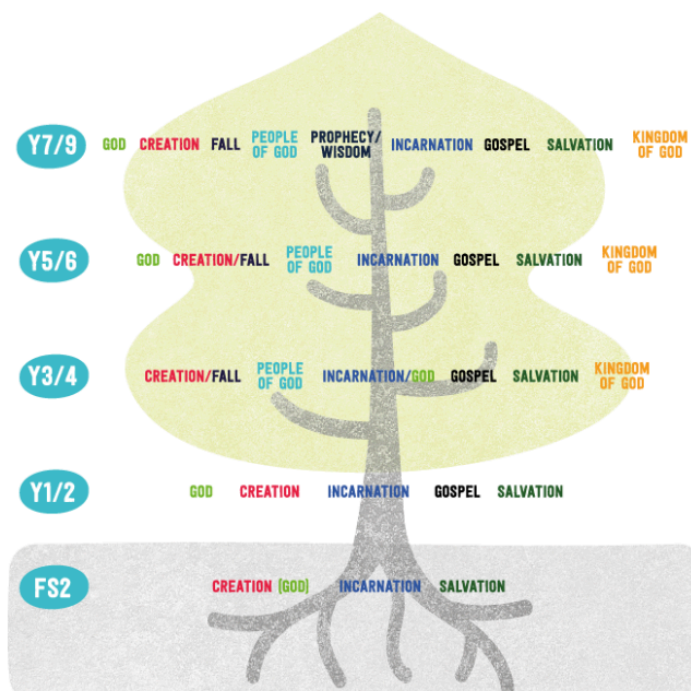 Y7/9 GOD CREATION FALL PEOPLE OF GOD PROPHECY/WISDOM INCARNATION GOSPEL SALVATION KINGDOM OF GOD
Y5/6 GOD CREATION/FALL PEOPLE OF GOD INCARNATION GOSPEL SALVATION KINGDOM OF GOD
Y3/4 CREATION/FALL PEOPLE OF GOD INCARNATION/GOD GOSPEL SALVATION KINGDOM OF GOD
Y1/2 GOD CREATION INCARNATION GOSPEL SALVATION
FS2 CREATION (GOD) INCARNATION SALVATION